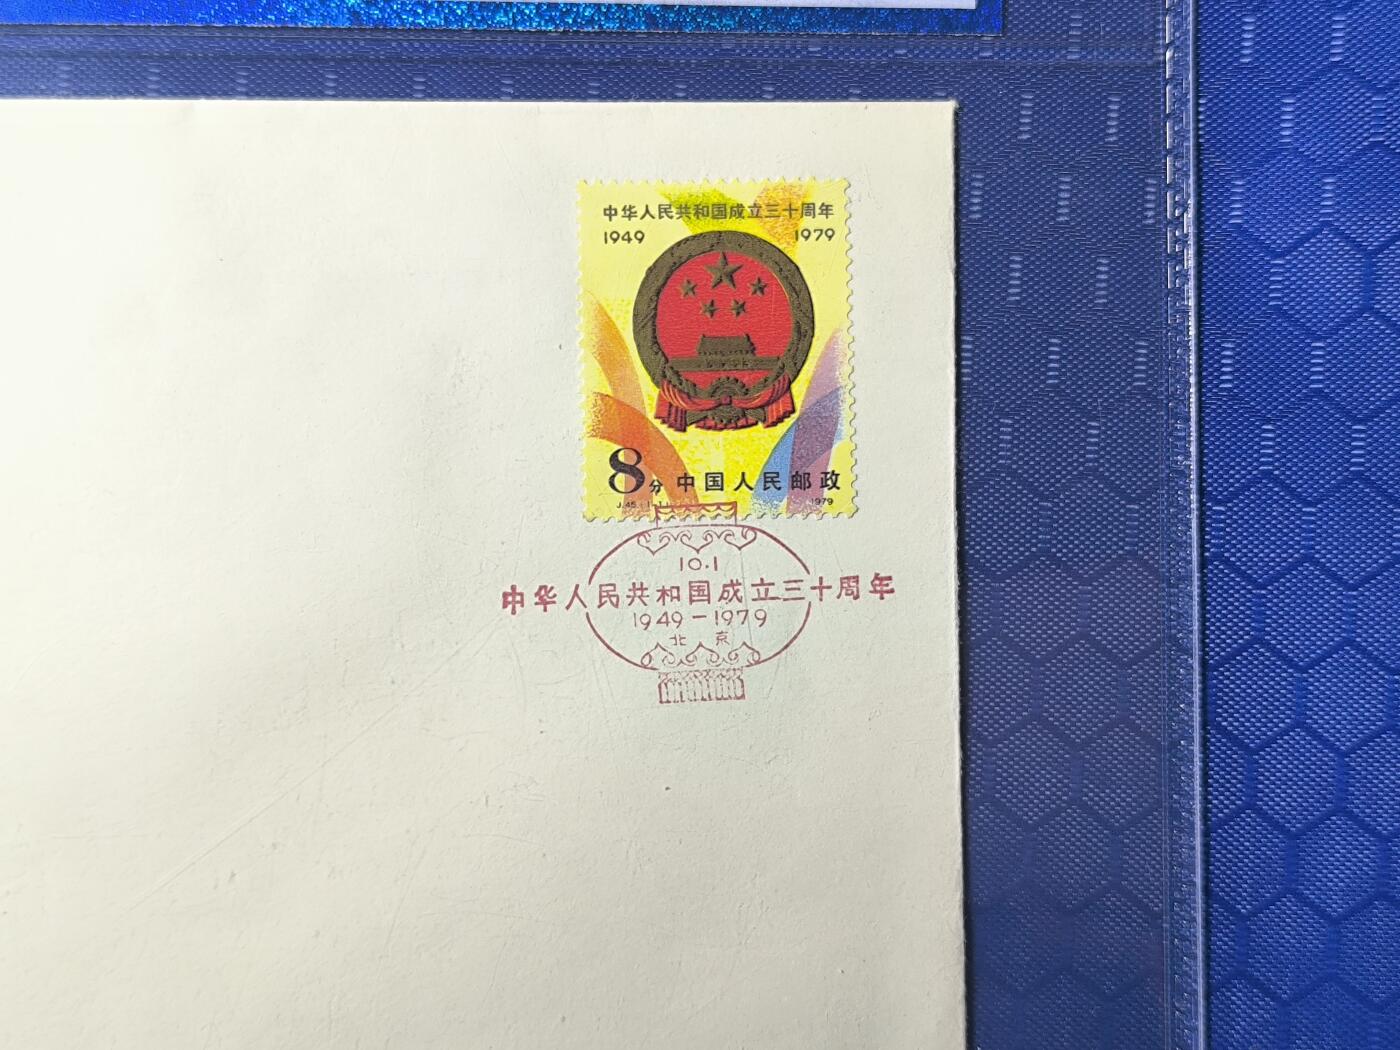 中华人民共和国成立三十周年
1949 1979
8分 中国人民邮政
J.45 1979
10.1
中华人民共和国成立三十周年
1949-1979
北京